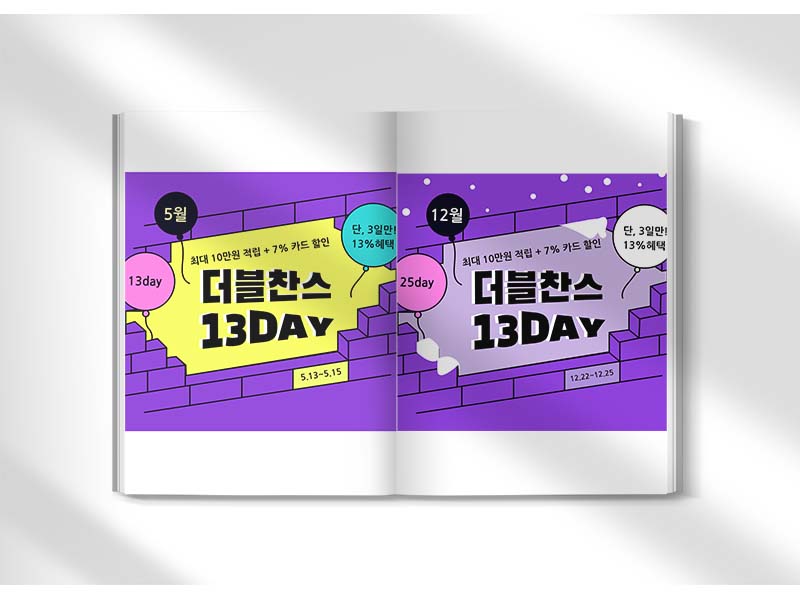 5월
단, 3일만!
13%혜택
13day
최대 10만원 적립 + 7% 카드 할인
더블찬스
13DAY
5.13~5.15
12월
단, 3일만!
13%혜택
25day
최대 10만원 적립 + 7% 카드 할인
더블찬스
13DAY
12.22~12.25